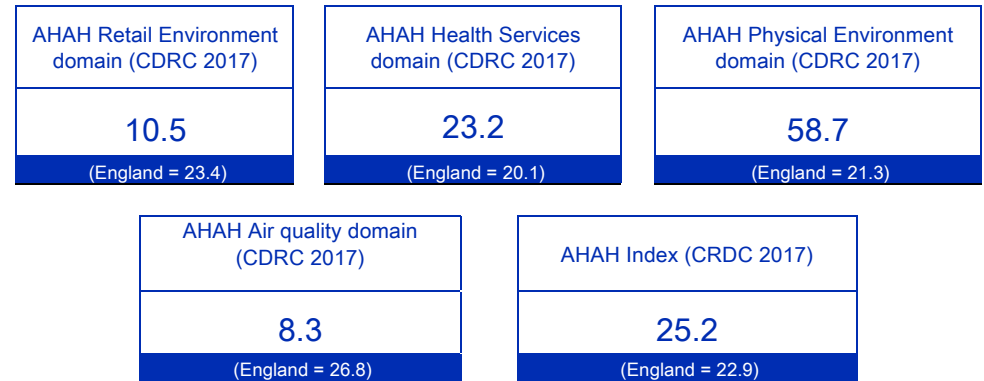 AHAH Retail Environment
domain (CDRC 2017)
10.5
(England = 23.4)
AHAH Health Services
domain (CDRC 2017)
23.2
(England = 20.1)
AHAH Physical Environment
domain (CDRC 2017)
58.7
(England = 21.3)
AHAH Air quality domain
(CDRC 2017)
8.3
(England = 26.8)
AHAH Index (CRDC 2017)
25.2
(England = 22.9)